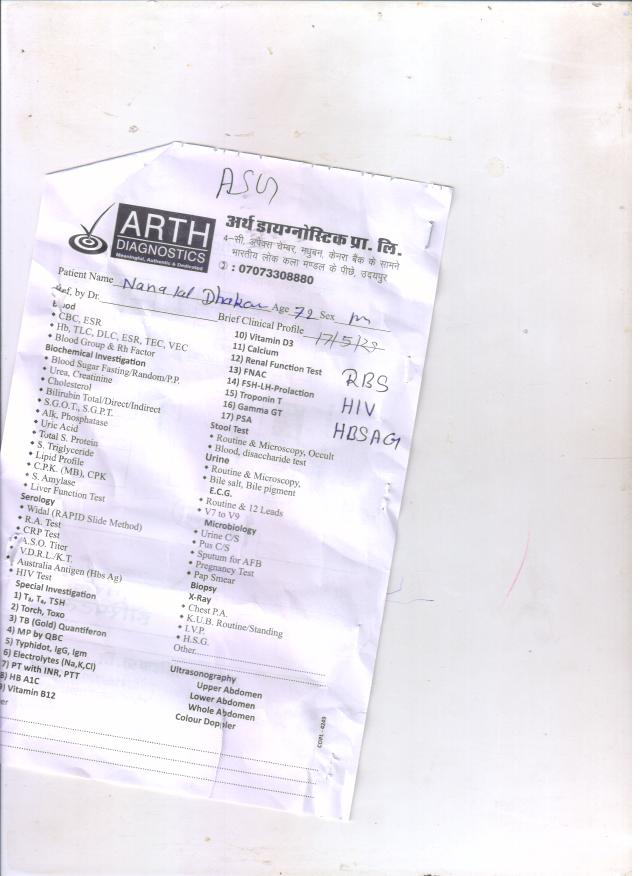 ARTH
DIAGNOSTICS
Meaningful, Authentic & Dedicated
अर्थ डायग्नोस्टिक प्रा. लि.
4-सी, अपेक्स चेम्बर, मधुबन, केनरा बैंक के सामने
भारतीय लोक कला मण्डल के पीछे, उदयपुर
: 07073308880
Patient Name Nanalal Dhakar Age 72 Sex m
Ref. by Dr.
Brief Clinical Profile 17/5/23
Blood
• CBC, ESR
• Hb, TLC, DLC, ESR, TEC, VEC
• Blood Group & Rh Factor
Biochemical Investigation
• Blood Sugar Fasting/Random/P.P.
• Urea, Creatinine
• Cholesterol
• Bilirubin Total/Direct/Indirect
• S.G.O.T., S.G.P.T.
• Alk. Phosphatase
• Uric Acid
• Total S. Protein
• S. Triglyceride
• Lipid Profile
• C.P.K. (MB), CPK
• S. Amylase
• Liver Function Test
Serology
• Widal (RAPID Slide Method)
• R.A. Test
• CRP Test
• A.S.O. Titer
• V.D.R.L./K.T.
• Australia Antigen (Hbs Ag)
• HIV Test
Special Investigation
1) T₃, T₄, TSH
2) Torch, Toxo
3) TB (Gold) Quantiferon
4) MP by QBC
5) Typhidot, IgG, Igm
6) Electrolytes (Na,K,Cl)
7) PT with INR, PTT
8) HB A1C
9) Vitamin B12
10) Vitamin D3
11) Calcium
12) Renal Function Test
13) FNAC
14) FSH-LH-Prolaction
15) Troponin T
16) Gamma GT
17) PSA
Stool Test
• Routine & Microscopy, Occult
• Blood, disaccharide test
Urine
• Routine & Microscopy,
• Bile salt, Bile pigment
E.C.G.
• Routine & 12 Leads
• V7 to V9
Microbiology
• Urine C/S
• Pus C/S
• Sputum for AFB
• Pregnancy Test
• Pap Smear
Biopsy
X-Ray
• Chest P.A.
• K.U.B. Routine/Standing
• I.V.P.
• H.S.G.
Other
Ultrasonography
Upper Abdomen
Lower Abdomen
Whole Abdomen
Colour Doppler
RBS
HIV
HBSAG